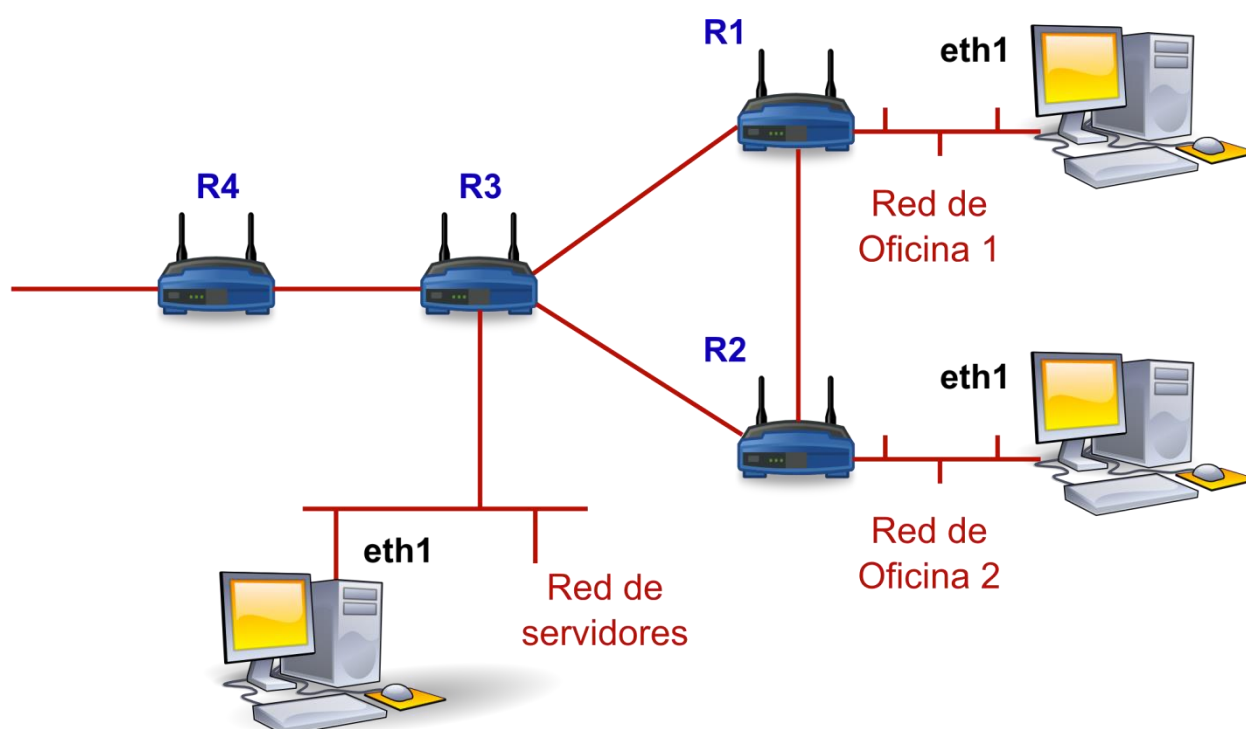 R1
eth1
R4
R3
Red de
Oficina 1
R2
eth1
eth1
Red de
Oficina 2
Red de
servidores